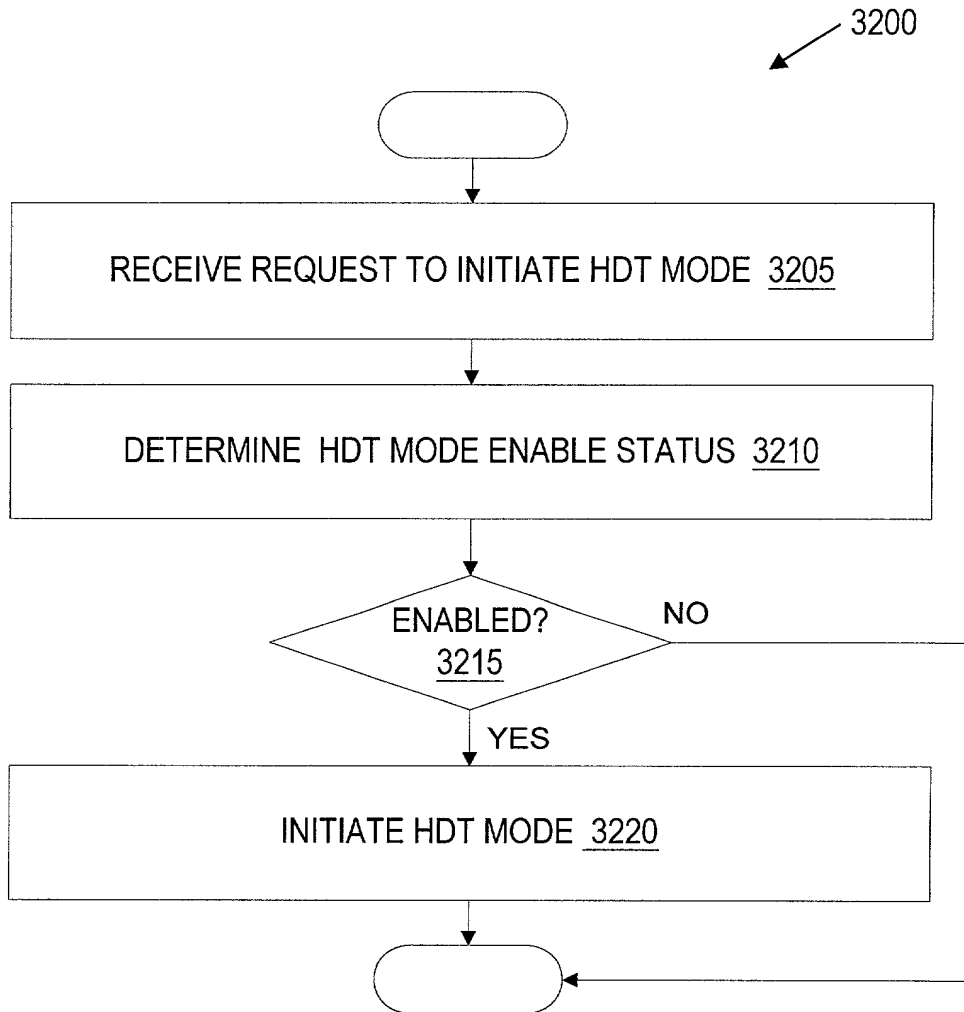 3200
RECEIVE REQUEST TO INITIATE HDT MODE 3205
DETERMINE HDT MODE ENABLE STATUS 3210
ENABLED?
3215
NO
YES
INITIATE HDT MODE 3220